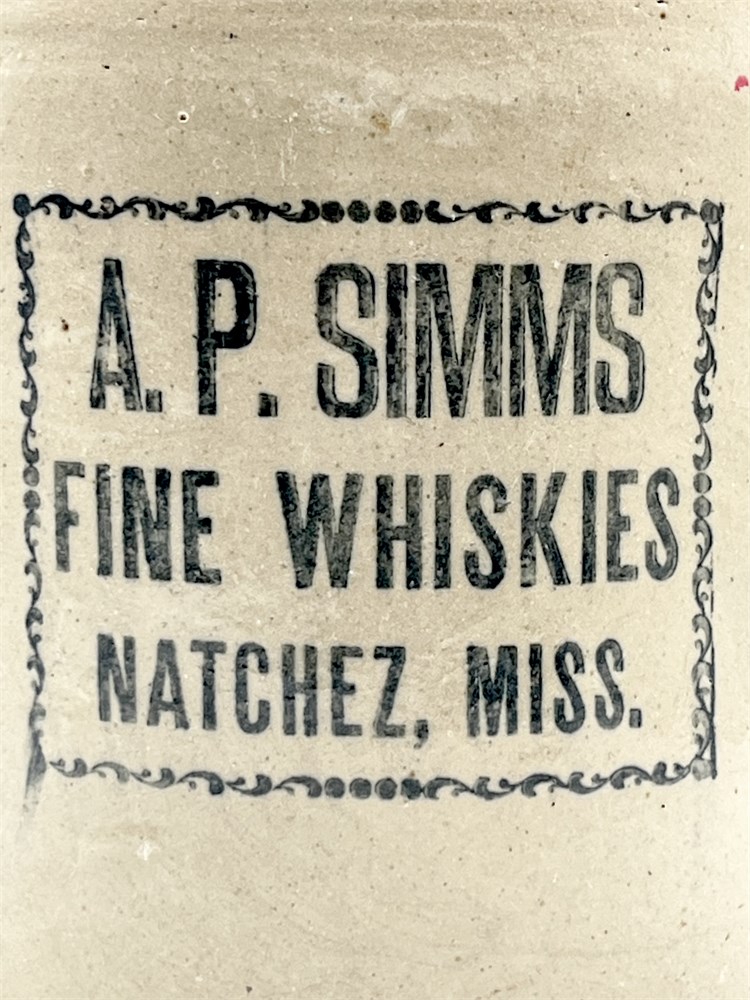 A. P. SIMMS
FINE WHISKIES
NATCHEZ, MISS.